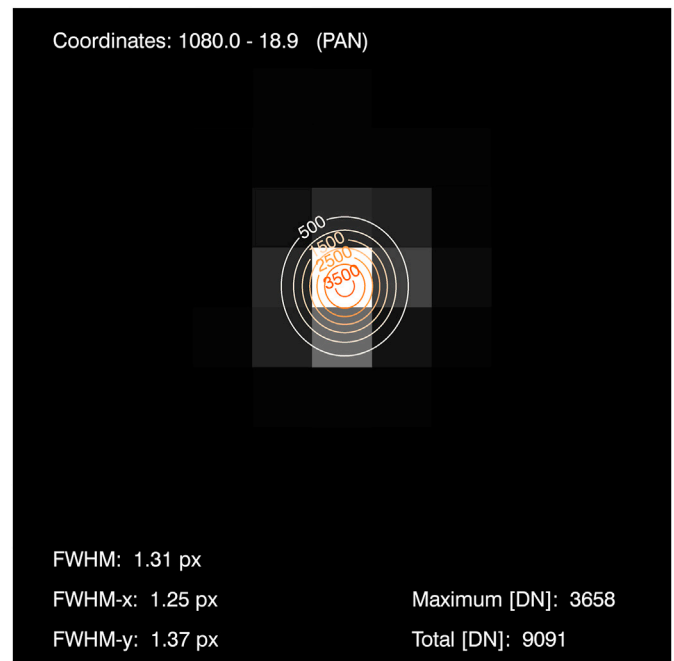 Coordinates: 1080.0 - 18.9 (PAN)
500
1500
2500
3500
FWHM: 1.31 px
FWHM-x: 1.25 px
Maximum [DN]: 3658
FWHM-y: 1.37 px
Total [DN]: 9091